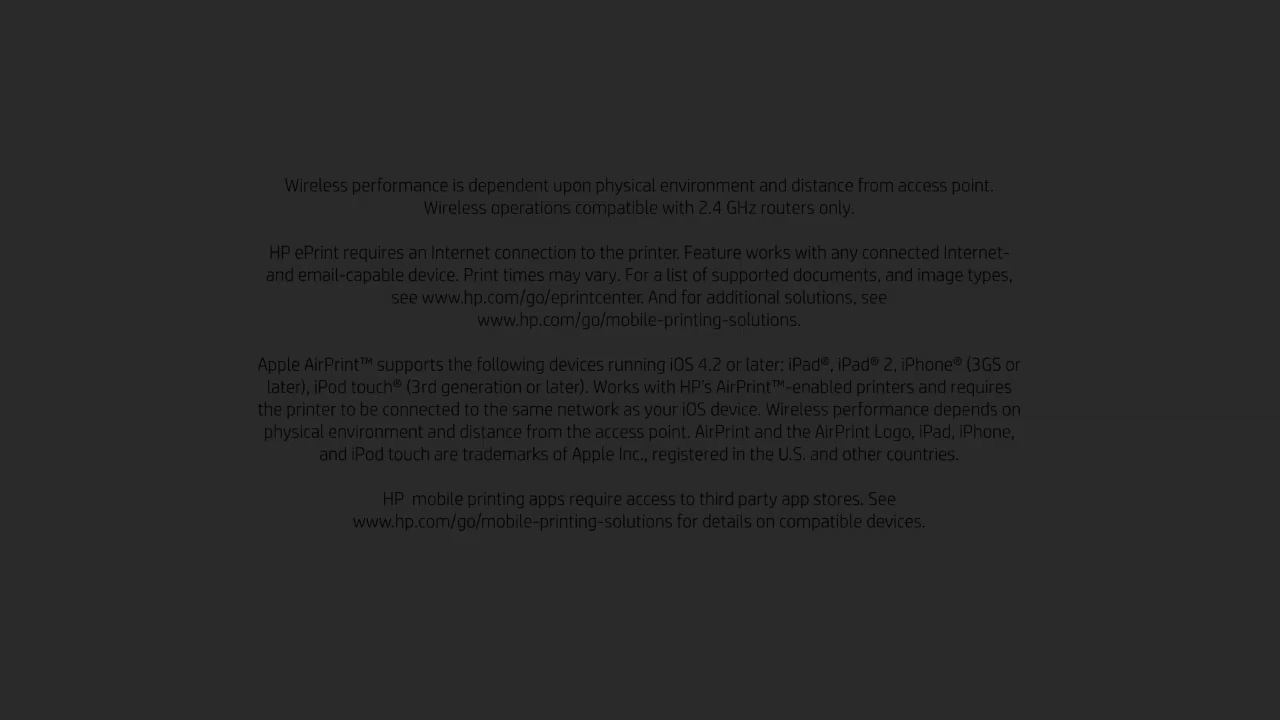 Wireless performance is dependent upon physical environment and distance from access point.
Wireless operations compatible with 2.4 GHz routers only.
HP ePrint requires an Internet connection to the printer. Feature works with any connected Internet-
and email-capable device. Print times may vary. For a list of supported documents, and image types,
see www.hp.com/go/eprintcenter. And for additional solutions, see
www.hp.com/go/mobile-printing-solutions.
Apple AirPrint™ supports the following devices running iOS 4.2 or later: iPad®, iPad® 2, iPhone® (3GS or
later), iPod touch® (3rd generation or later). Works with HP's AirPrint™-enabled printers and requires
the printer to be connected to the same network as your iOS device. Wireless performance depends on
physical environment and distance from the access point. AirPrint and the AirPrint Logo, iPad, iPhone,
and iPod touch are trademarks of Apple Inc., registered in the U.S. and other countries.
HP  mobile printing apps require access to third party app stores. See
www.hp.com/go/mobile-printing-solutions for details on compatible devices.